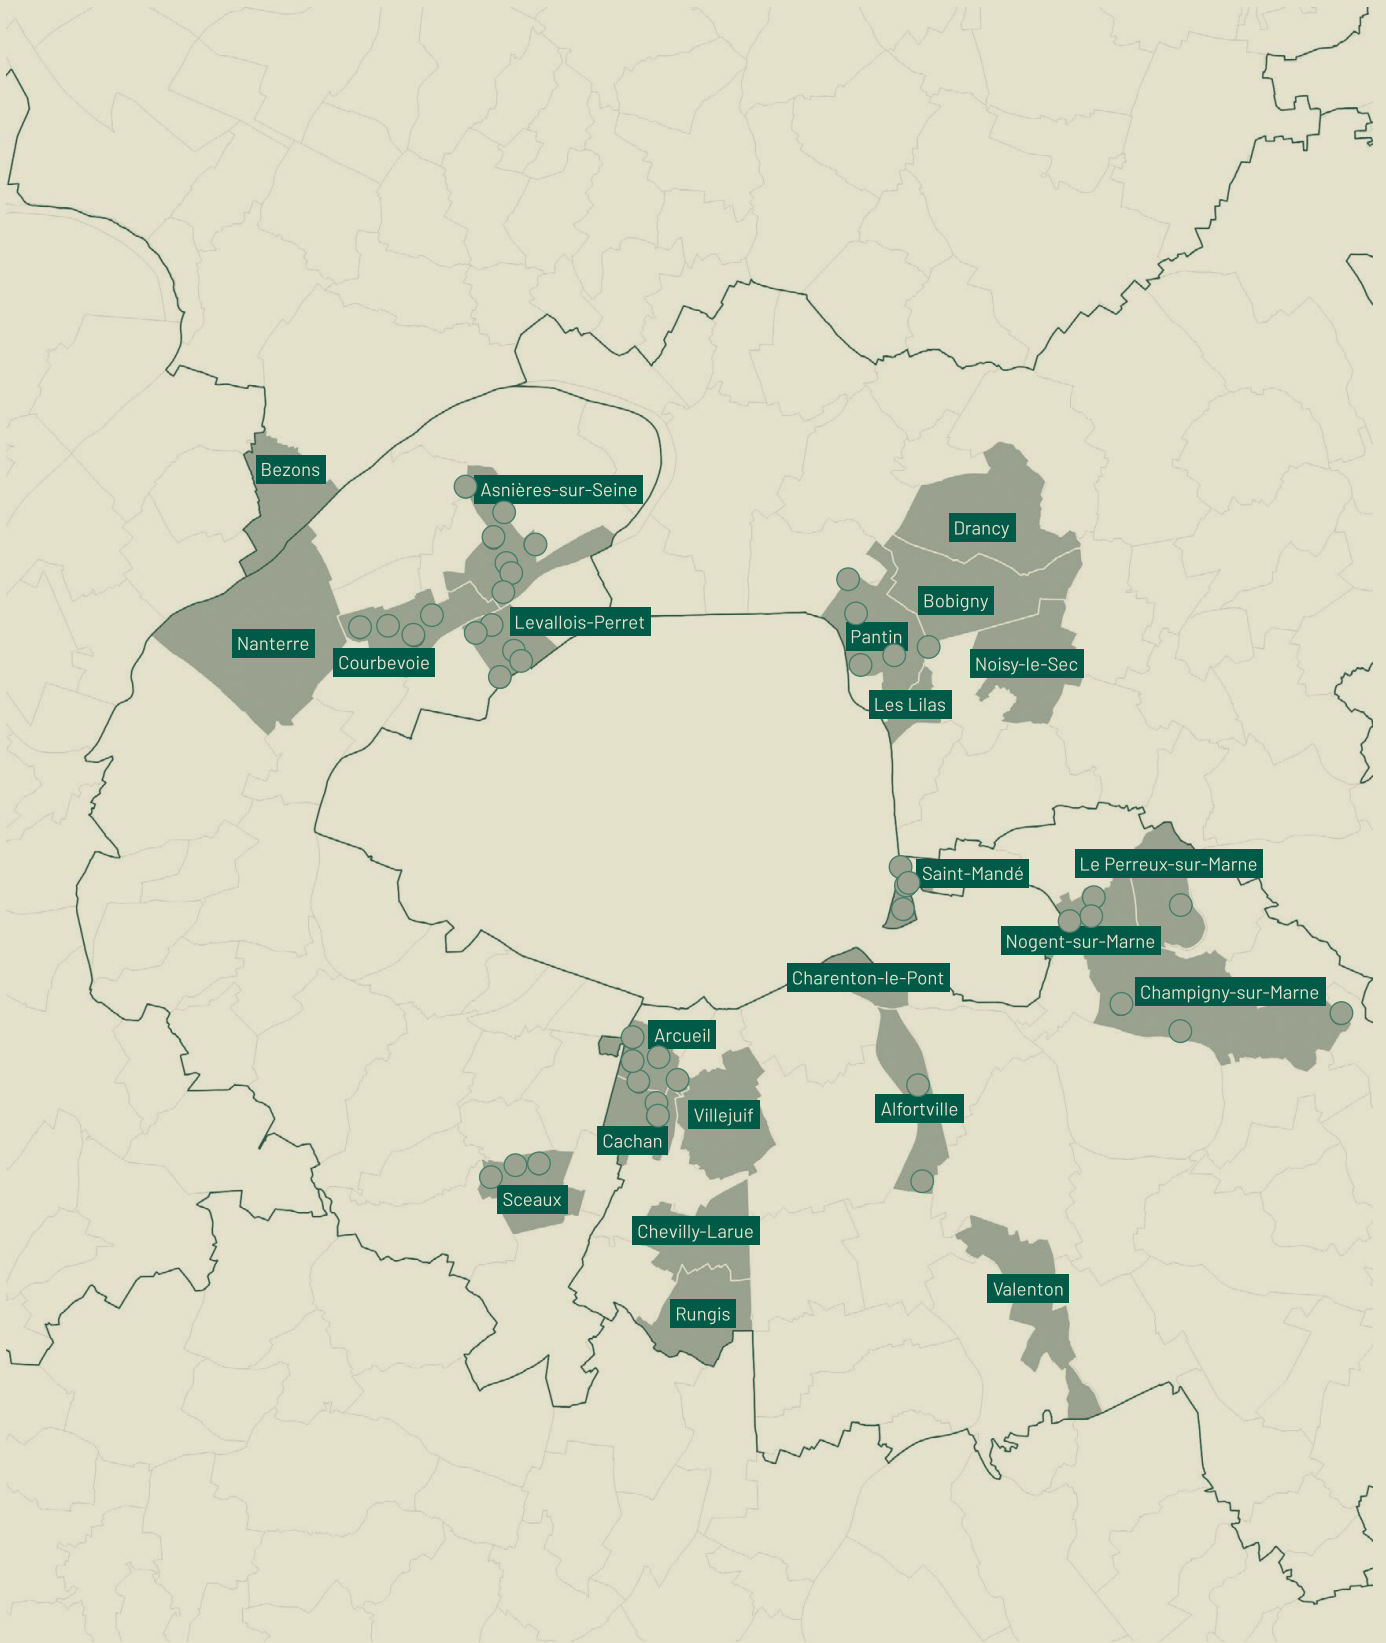 Bezons
Asnières-sur-Seine
Drancy
Bobigny
Levallois-Perret
Pantin
Nanterre
Courbevoie
Noisy-le-Sec
Les Lilas
Le Perreux-sur-Marne
Saint-Mandé
Nogent-sur-Marne
Charenton-le-Pont
Champigny-sur-Marne
Arcueil
Alfortville
Villejuif
Cachan
Sceaux
Chevilly-Larue
Valenton
Rungis